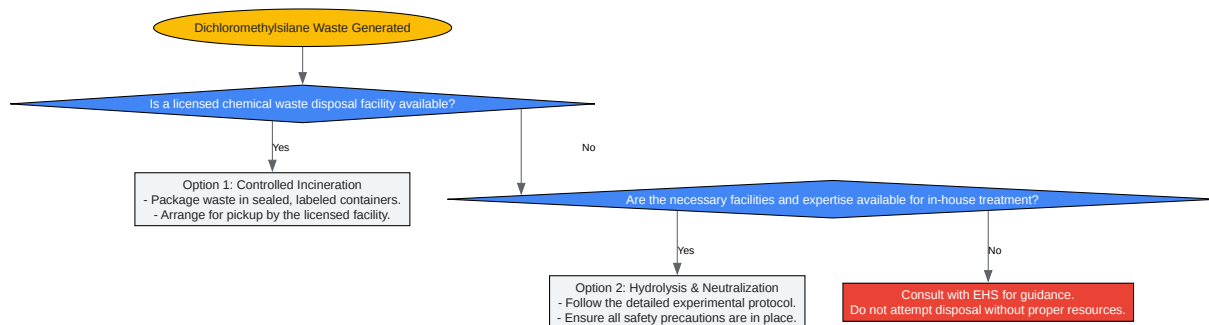 Dichloromethylsilane Waste Generated
Is a licensed chemical waste disposal facility available?
Yes
No
Option 1: Controlled Incineration
- Package waste in sealed, labeled containers.
- Arrange for pickup by the licensed facility.
Are the necessary facilities and expertise available for in-house treatment?
Yes
No
Option 2: Hydrolysis & Neutralization
- Follow the detailed experimental protocol.
- Ensure all safety precautions are in place.
Consult with EHS for guidance.
Do not attempt disposal without proper resources.